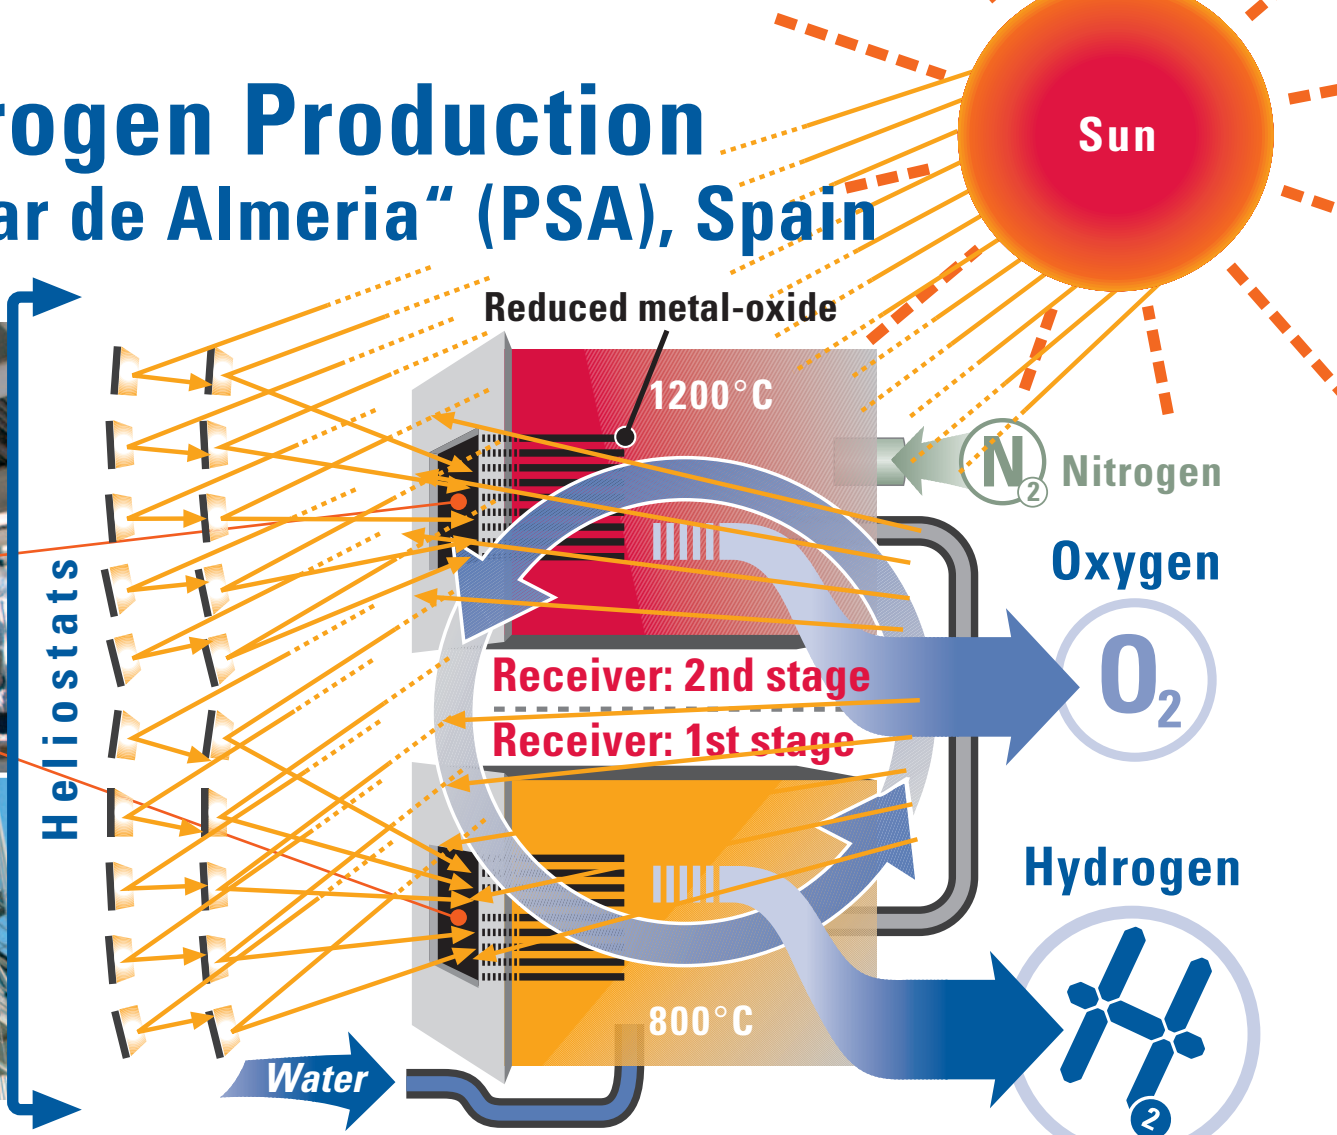 rogen Production
ar de Almeria“ (PSA), Spain
Sun
Reduced metal-oxide
1200°C
N2 Nitrogen
Oxygen
O2
Heliostats
Receiver: 2nd stage
Receiver: 1st stage
Hydrogen
H2
800°C
Water